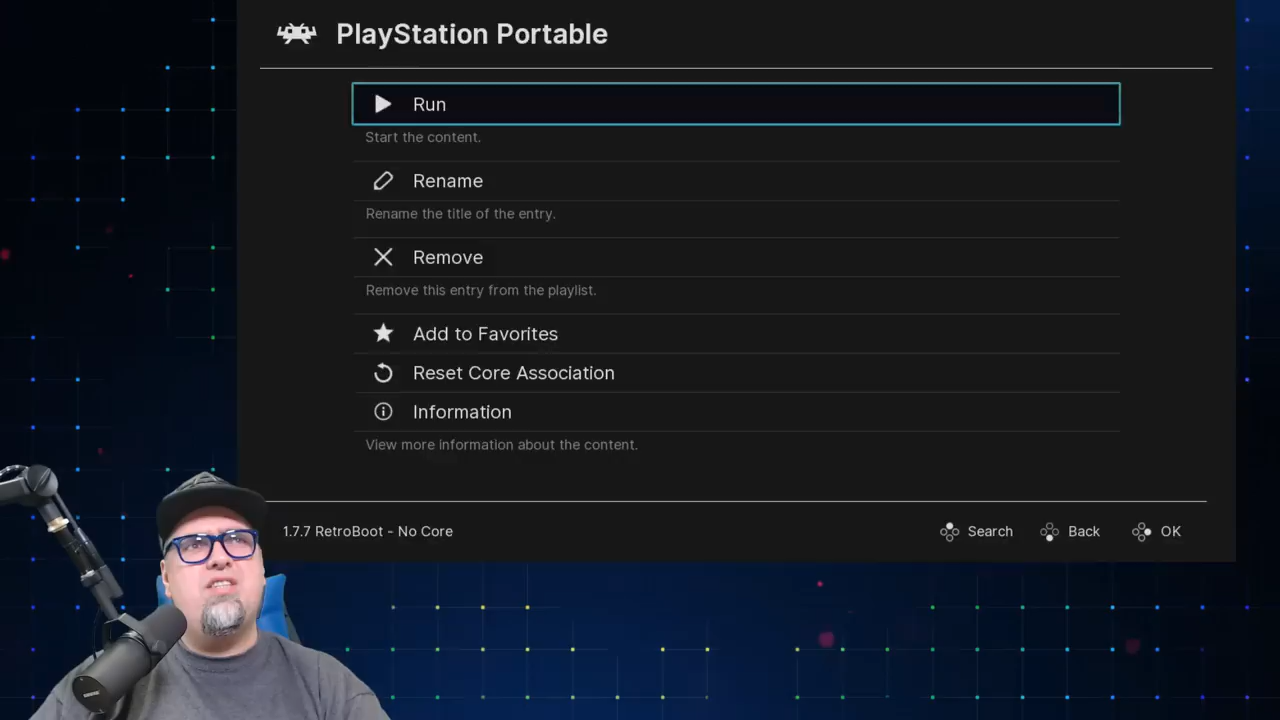 PlayStation Portable
Run
Start the content.
Rename
Rename the title of the entry.
Remove
Remove this entry from the playlist.
Add to Favorites
Reset Core Association
Information
View more information about the content.
1.7.7 RetroBoot - No Core
Search
Back
OK
SHURE